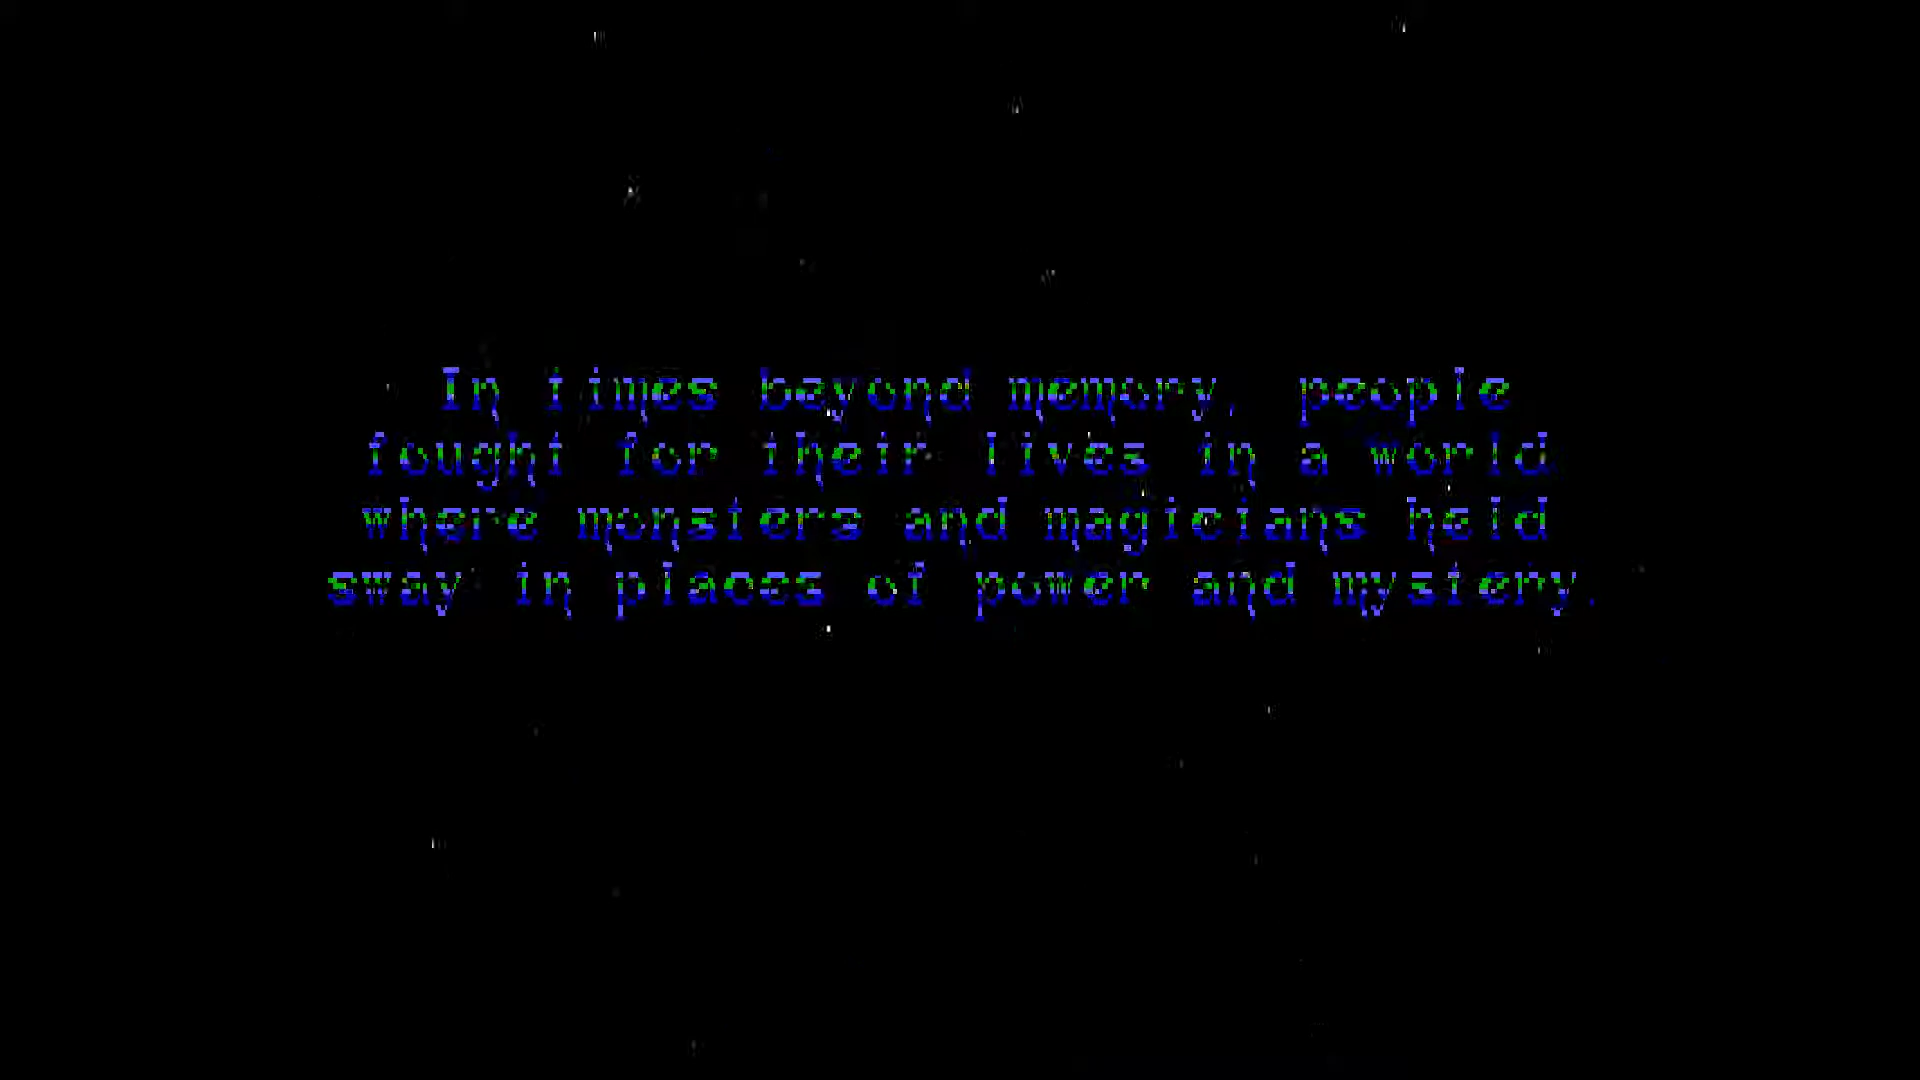 In times beyond memory, people
fought for their lives in a world
where monsters and magicians held
sway in places of power and mystery.